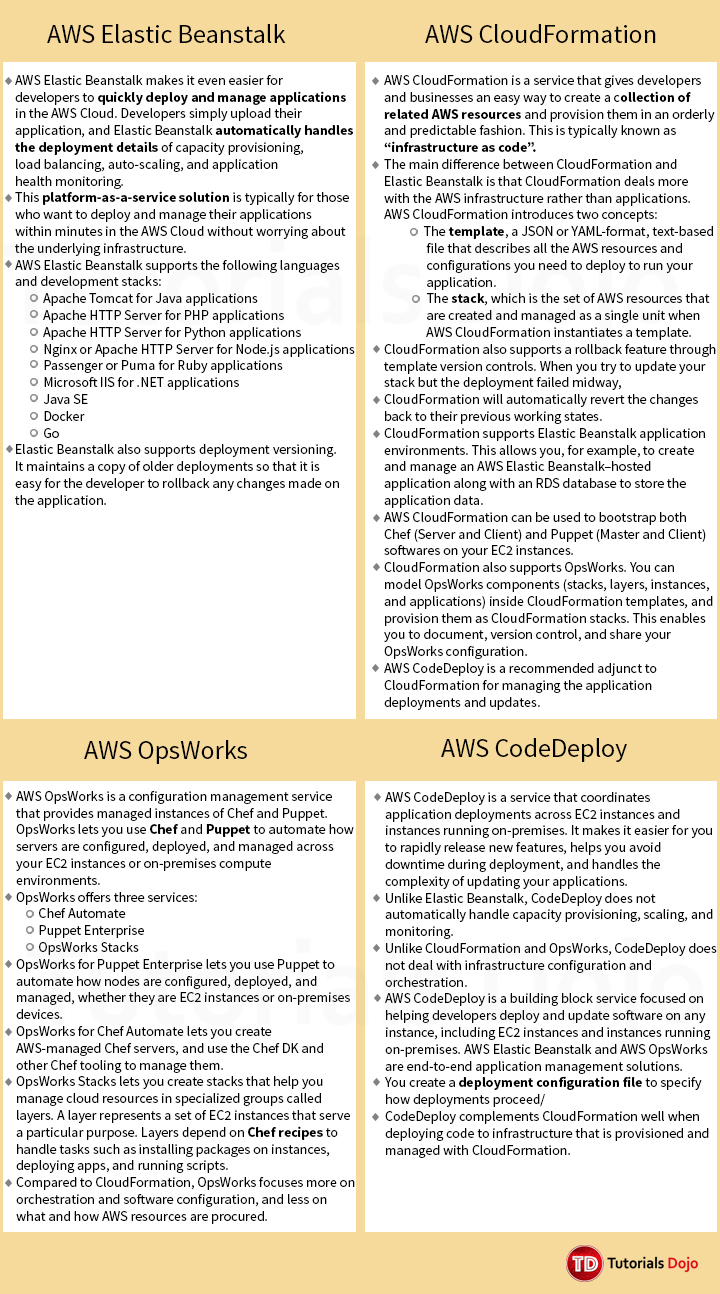 AWS Elastic Beanstalk
AWS Elastic Beanstalk makes it even easier for
developers to quickly deploy and manage applications
in the AWS Cloud. Developers simply upload their
application, and Elastic Beanstalk automatically handles
the deployment details of capacity provisioning,
load balancing, auto-scaling, and application
health monitoring.
This platform-as-a-service solution is typically for those
who want to deploy and manage their applications
within minutes in the AWS Cloud without worrying about
the underlying infrastructure.
AWS Elastic Beanstalk supports the following languages
and development stacks:
Apache Tomcat for Java applications
Apache HTTP Server for PHP applications
Apache HTTP Server for Python applications
Nginx or Apache HTTP Server for Node.js applications
Passenger or Puma for Ruby applications
Microsoft IIS for .NET applications
Java SE
Docker
Go
Elastic Beanstalk also supports deployment versioning.
It maintains a copy of older deployments so that it is
easy for the developer to rollback any changes made on
the application.
AWS CloudFormation
AWS CloudFormation is a service that gives developers
and businesses an easy way to create a collection of
related AWS resources and provision them in an orderly
and predictable fashion. This is typically known as
“infrastructure as code”.
The main difference between CloudFormation and
Elastic Beanstalk is that CloudFormation deals more
with the AWS infrastructure rather than applications.
AWS CloudFormation introduces two concepts:
The template, a JSON or YAML-format, text-based
file that describes all the AWS resources and
configurations you need to deploy to run your
application.
The stack, which is the set of AWS resources that
are created and managed as a single unit when
AWS CloudFormation instantiates a template.
CloudFormation also supports a rollback feature through
template version controls. When you try to update your
stack but the deployment failed midway,
CloudFormation will automatically revert the changes
back to their previous working states.
CloudFormation supports Elastic Beanstalk application
environments. This allows you, for example, to create
and manage an AWS Elastic Beanstalk–hosted
application along with an RDS database to store the
application data.
AWS CloudFormation can be used to bootstrap both
Chef (Server and Client) and Puppet (Master and Client)
softwares on your EC2 instances.
CloudFormation also supports OpsWorks. You can
model OpsWorks components (stacks, layers, instances,
and applications) inside CloudFormation templates, and
provision them as CloudFormation stacks. This enables
you to document, version control, and share your
OpsWorks configuration.
AWS CodeDeploy is a recommended adjunct to
CloudFormation for managing the application
deployments and updates.
AWS OpsWorks
AWS OpsWorks is a configuration management service
that provides managed instances of Chef and Puppet.
OpsWorks lets you use Chef and Puppet to automate how
servers are configured, deployed, and managed across
your EC2 instances or on-premises compute
environments.
OpsWorks offers three services:
Chef Automate
Puppet Enterprise
OpsWorks Stacks
OpsWorks for Puppet Enterprise lets you use Puppet to
automate how nodes are configured, deployed, and
managed, whether they are EC2 instances or on-premises
devices.
OpsWorks for Chef Automate lets you create
AWS-managed Chef servers, and use the Chef DK and
other Chef tooling to manage them.
OpsWorks Stacks lets you create stacks that help you
manage cloud resources in specialized groups called
layers. A layer represents a set of EC2 instances that serve
a particular purpose. Layers depend on Chef recipes to
handle tasks such as installing packages on instances,
deploying apps, and running scripts.
Compared to CloudFormation, OpsWorks focuses more on
orchestration and software configuration, and less on
what and how AWS resources are procured.
AWS CodeDeploy
AWS CodeDeploy is a service that coordinates
application deployments across EC2 instances and
instances running on-premises. It makes it easier for you
to rapidly release new features, helps you avoid
downtime during deployment, and handles the
complexity of updating your applications.
Unlike Elastic Beanstalk, CodeDeploy does not
automatically handle capacity provisioning, scaling, and
monitoring.
Unlike CloudFormation and OpsWorks, CodeDeploy does
not deal with infrastructure configuration and
orchestration.
AWS CodeDeploy is a building block service focused on
helping developers deploy and update software on any
instance, including EC2 instances and instances running
on-premises. AWS Elastic Beanstalk and AWS OpsWorks
are end-to-end application management solutions.
You create a deployment configuration file to specify
how deployments proceed/
CodeDeploy complements CloudFormation well when
deploying code to infrastructure that is provisioned and
managed with CloudFormation.
TD Tutorials Dojo